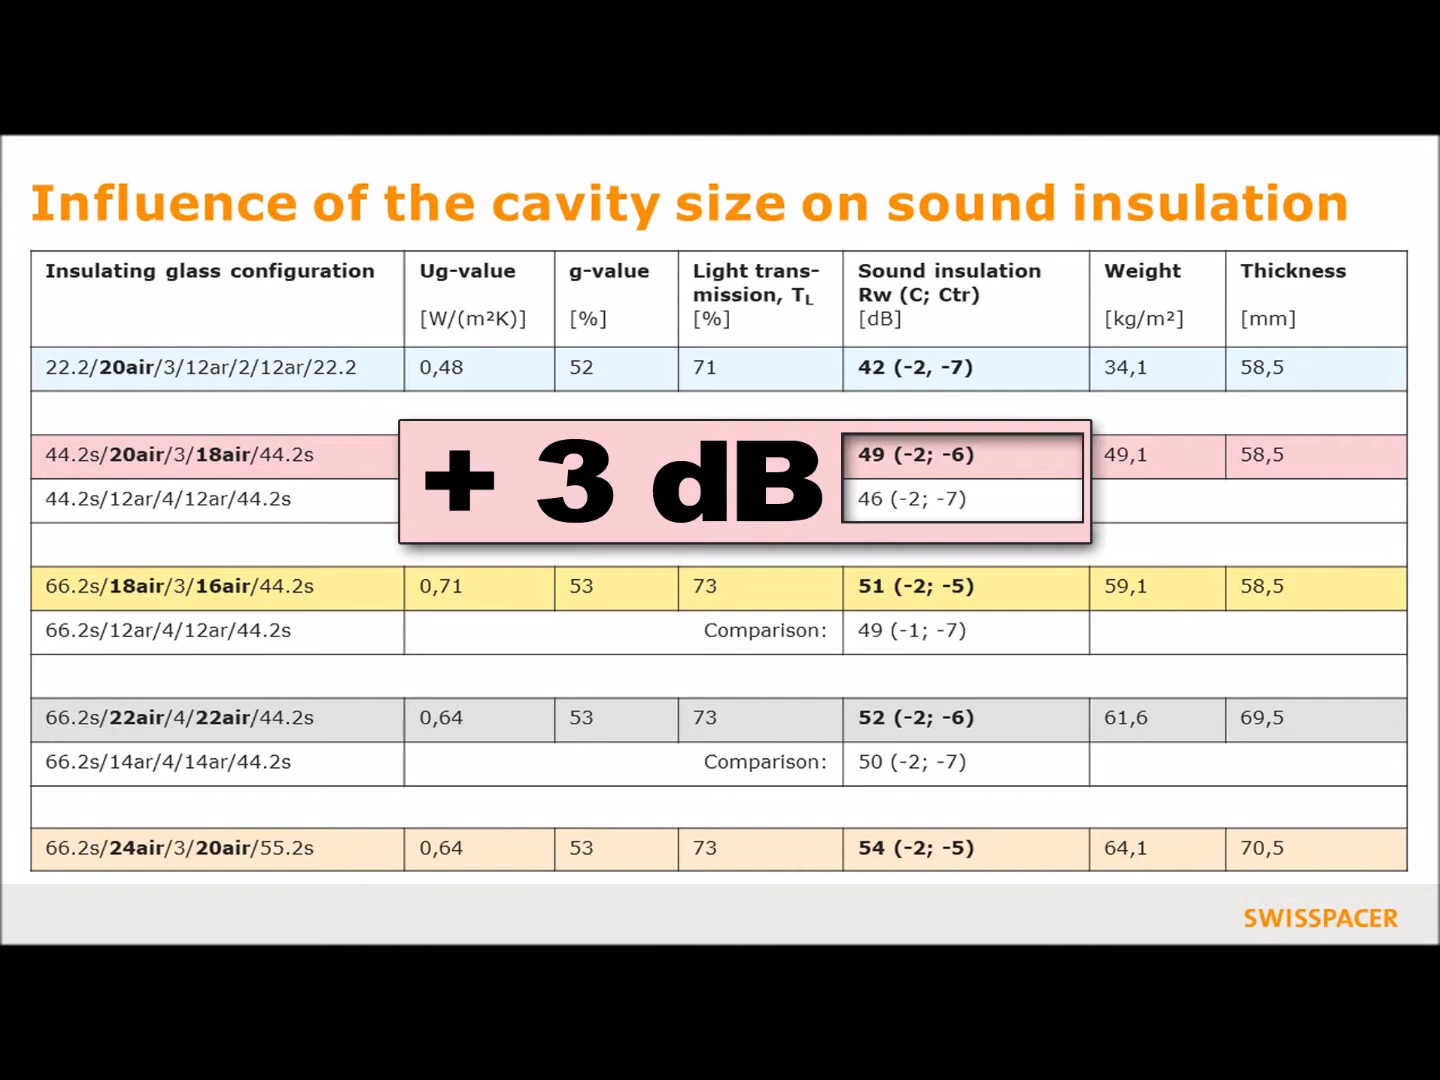 Influence of the cavity size on sound insulation
Insulating glass configuration Ug-value g-value Light trans- Sound insulation Weight Thickness
mission, TL Rw (C; Ctr)
[W/(m²K)] [%] [%] [dB] [kg/m²] [mm]
22.2/20air/3/12ar/2/12ar/22.2 0,48 52 71 42 (-2, -7) 34,1 58,5
44.2s/20air/3/18air/44.2s + 3 dB 49 (-2; -6) 49,1 58,5
44.2s/12ar/4/12ar/44.2s 46 (-2; -7)
66.2s/18air/3/16air/44.2s 0,71 53 73 51 (-2; -5) 59,1 58,5
66.2s/12ar/4/12ar/44.2s Comparison: 49 (-1; -7)
66.2s/22air/4/22air/44.2s 0,64 53 73 52 (-2; -6) 61,6 69,5
66.2s/14ar/4/14ar/44.2s Comparison: 50 (-2; -7)
66.2s/24air/3/20air/55.2s 0,64 53 73 54 (-2; -5) 64,1 70,5
SWISSPACER